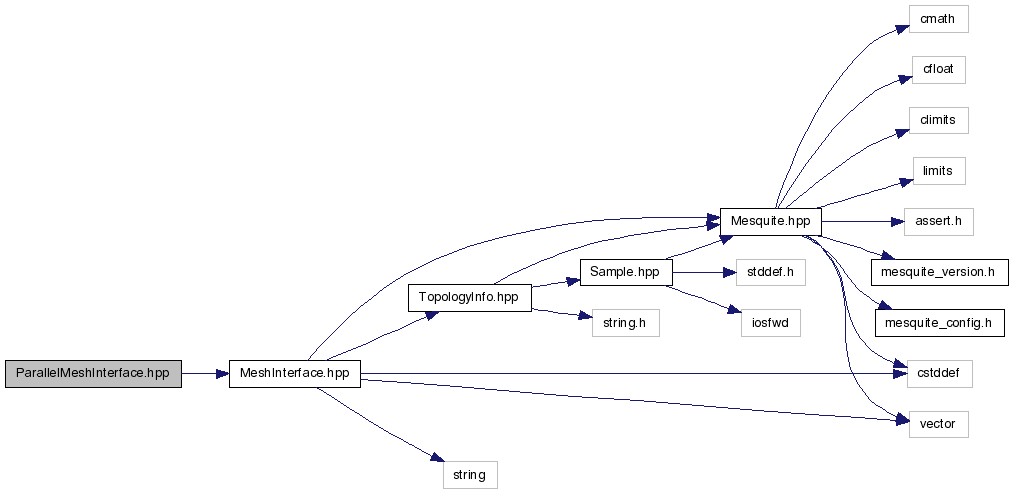 cmath
cfloat
climits
limits
Mesquite.hpp
assert.h
Sample.hpp
stddef.h
mesquite_version.h
TopologyInfo.hpp
string.h
iosfwd
mesquite_config.h
ParallelMeshInterface.hpp
MeshInterface.hpp
cstddef
vector
string